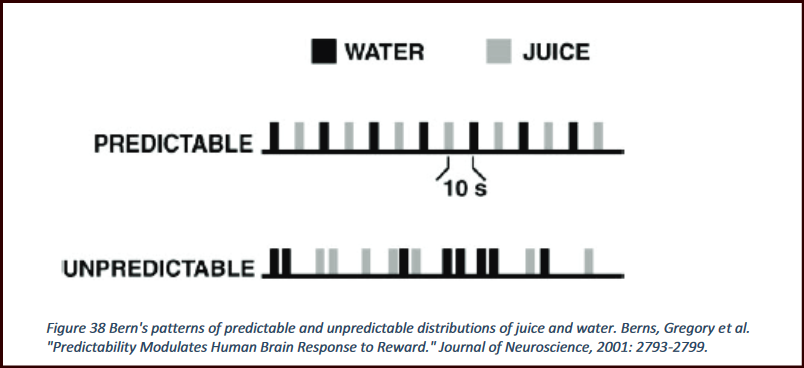 WATER JUICE
PREDICTABLE
10 s
UNPREDICTABLE
Figure 38 Bern's patterns of predictable and unpredictable distributions of juice and water. Berns, Gregory et al.
"Predictability Modulates Human Brain Response to Reward." Journal of Neuroscience, 2001: 2793-2799.